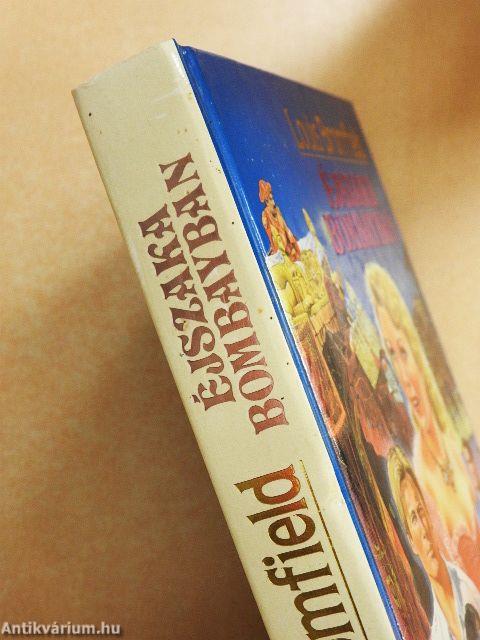 ÉJSZAKA
BOMBAYBAN
mfield
Louis Bromfield
ÉJSZAKA
BOMBAYBAN
Antikvárium.hu